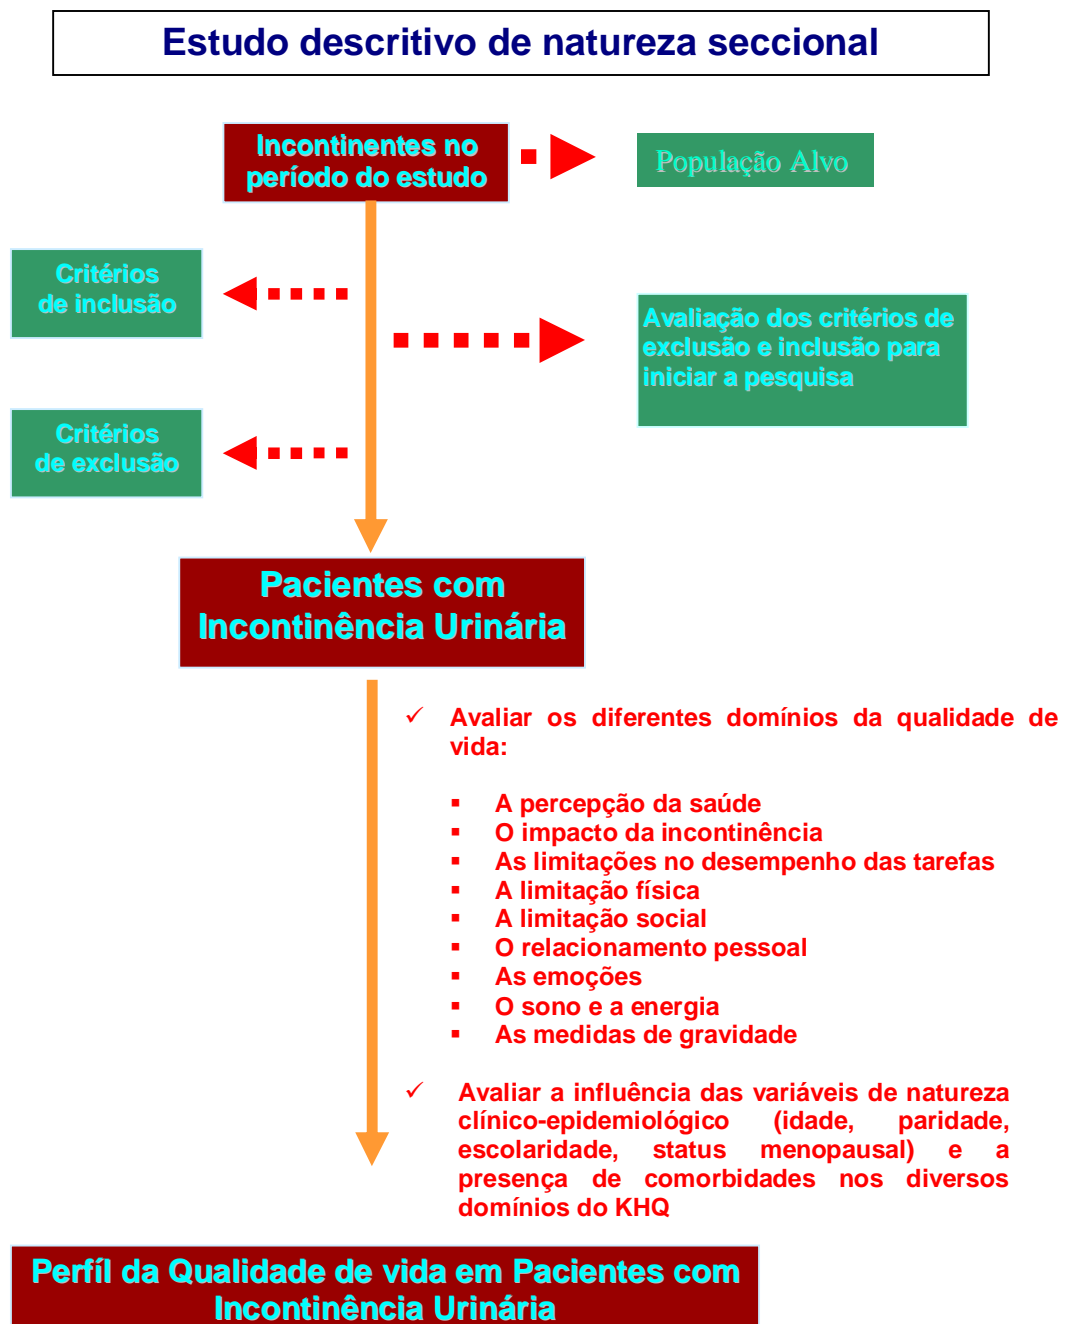 Estudo descritivo de natureza seccional
Incontinentes no
período do estudo
População Alvo
Critérios
de inclusão
Avaliação dos critérios de
exclusão e inclusão para
iniciar a pesquisa
Critérios
de exclusão
Pacientes com
Incontinência Urinária
✓ Avaliar os diferentes domínios da qualidade de
vida:
▪ A percepção da saúde
▪ O impacto da incontinência
▪ As limitações no desempenho das tarefas
▪ A limitação física
▪ A limitação social
▪ O relacionamento pessoal
▪ As emoções
▪ O sono e a energia
▪ As medidas de gravidade
✓ Avaliar a influência das variáveis de natureza
clínico-epidemiológico (idade, paridade,
escolaridade, status menopausal) e a
presença de comorbidades nos diversos
domínios do KHQ
Perfíl da Qualidade de vida em Pacientes com
Incontinência Urinária